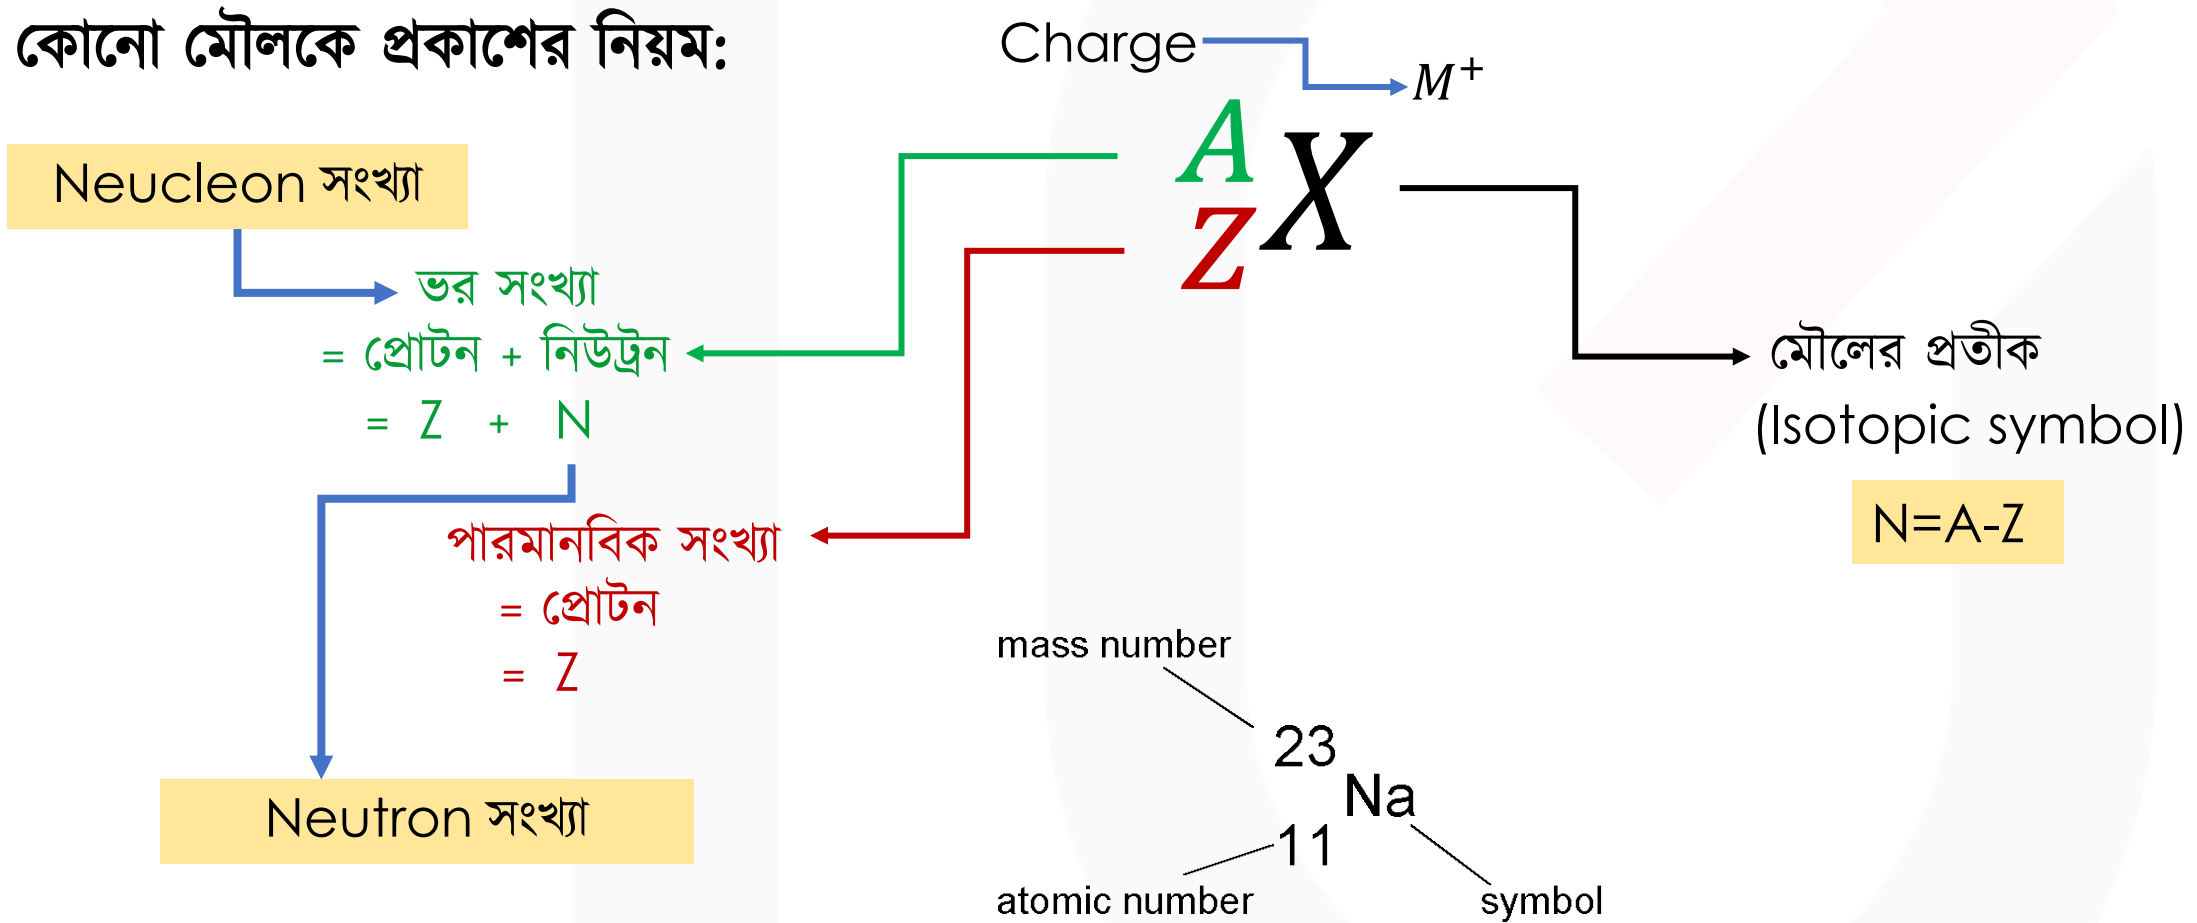 কোনো মৌলকে প্রকাশের নিয়ম:
Charge
M⁺
A
Z
X
Neucleon সংখ্যা
ভর সংখ্যা
= প্রোটন + নিউট্রন
= Z + N
মৌলের প্রতীক
(Isotopic symbol)
N=A-Z
পারমানবিক সংখ্যা
= প্রোটন
= Z
Neutron সংখ্যা
mass number
23
Na
11
atomic number
symbol